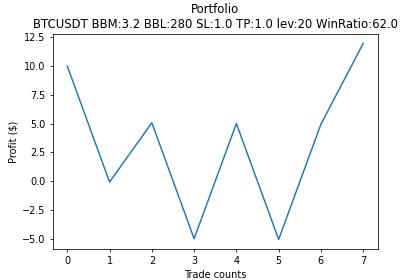 Portfolio
BTCUSDT BBM:3.2 BBL:280 SL:1.0 TP:1.0 lev:20 WinRatio:62.0
12.5
10.0
7.5
5.0
2.5
0.0
−2.5
−5.0
Profit ($)
0 1 2 3 4 5 6 7
Trade counts